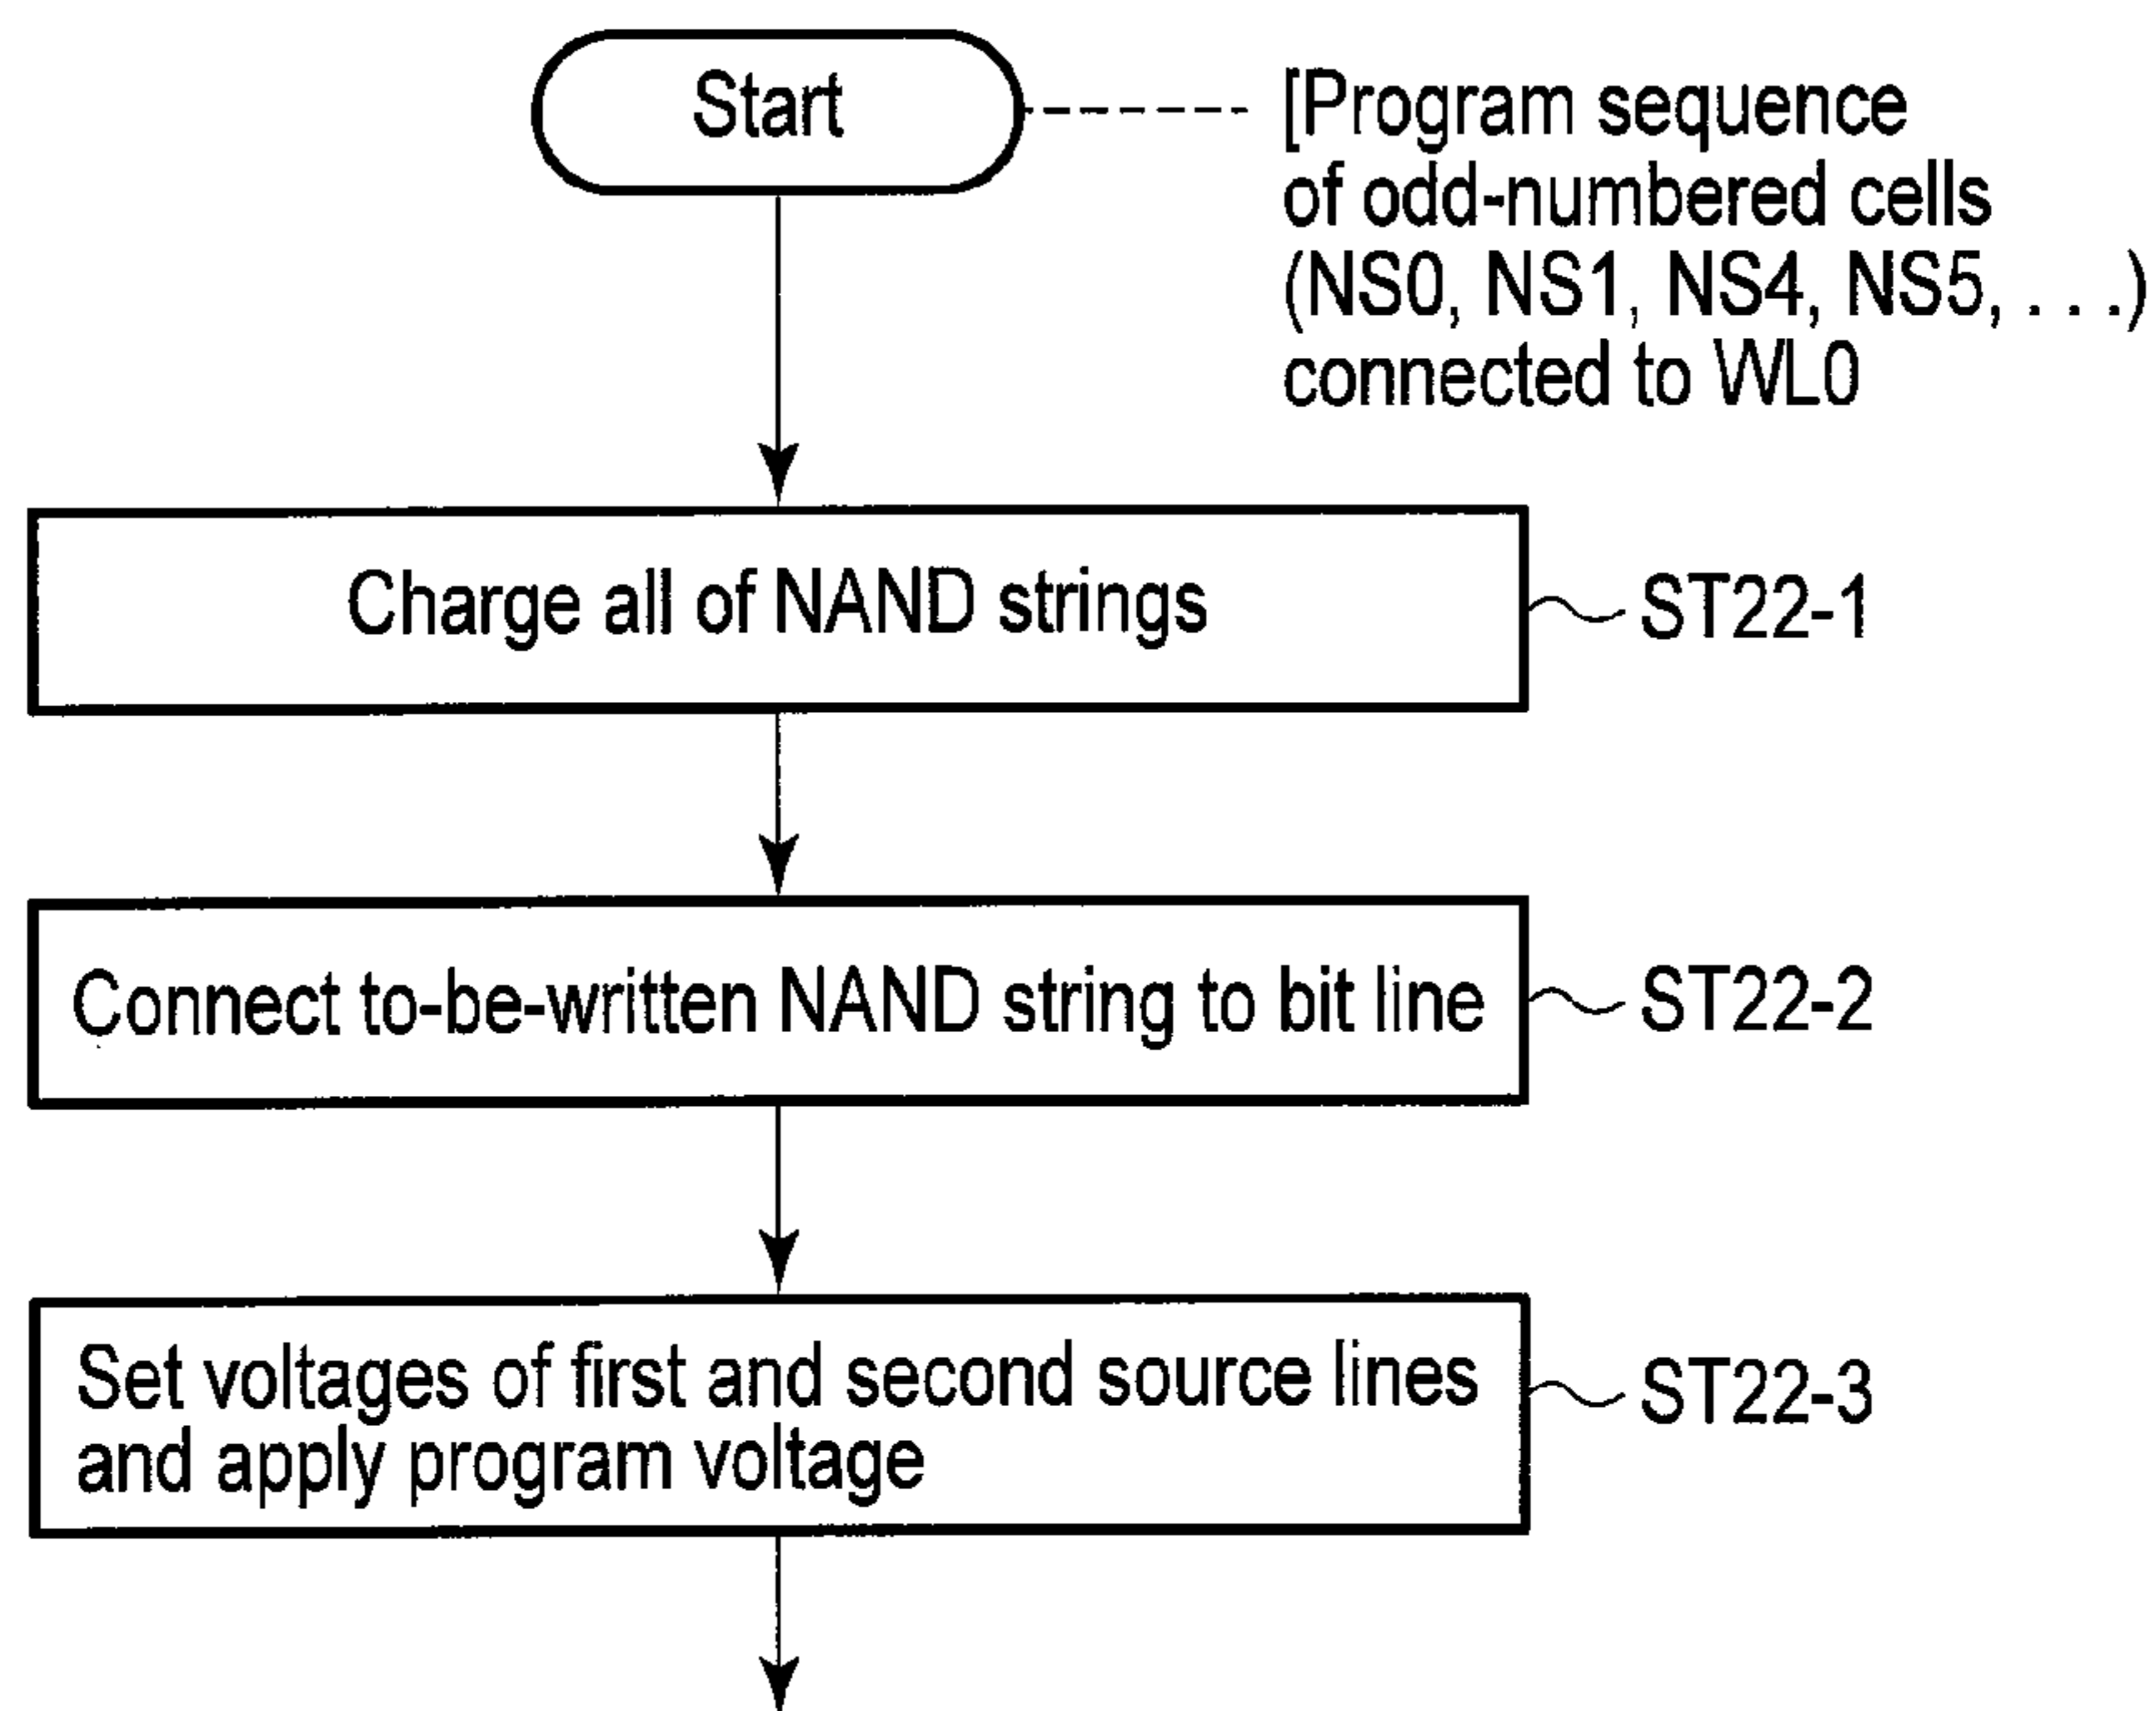 Start
[Program sequence
of odd-numbered cells
(NS0, NS1, NS4, NS5, . . .)
connected to WL0
Charge all of NAND strings
ST22-1
Connect to-be-written NAND string to bit line
ST22-2
Set voltages of first and second source lines
and apply program voltage
ST22-3